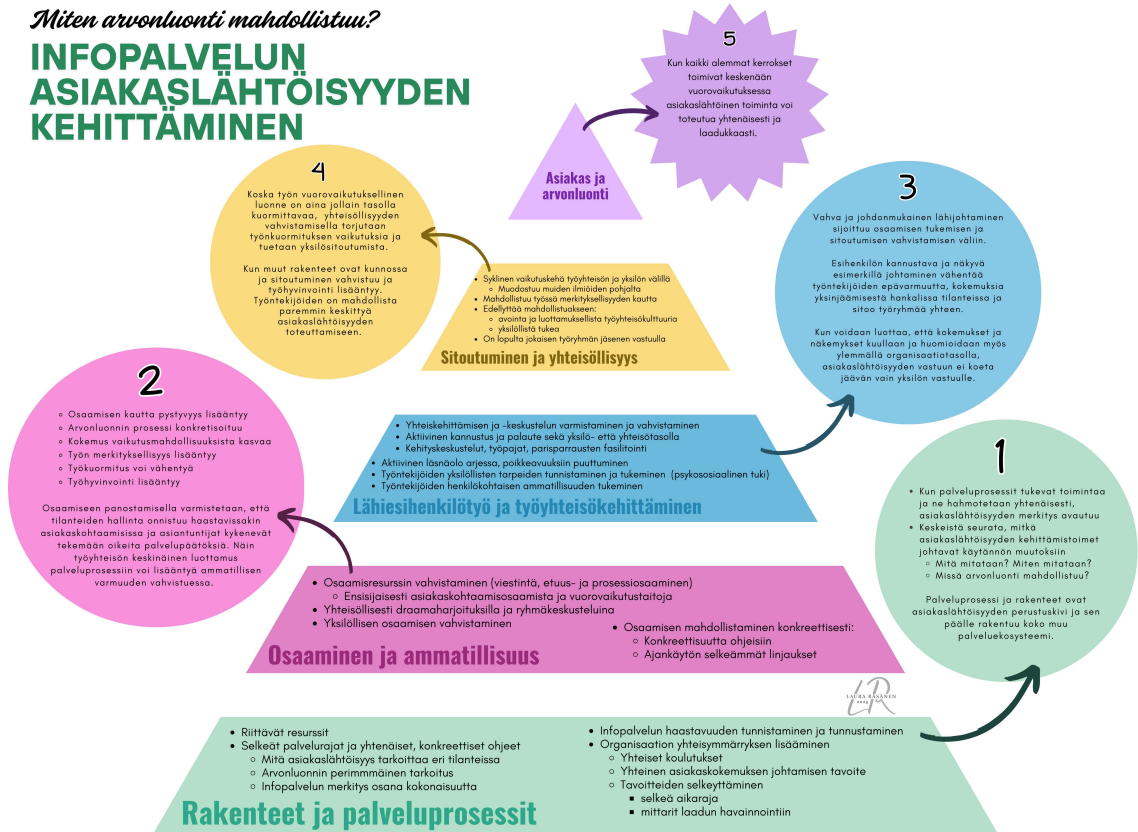 Miten arvonluonti mahdollistuu?
INFOPALVELUN
ASIAKASLÄHTÖISYYDEN
KEHITTÄMINEN
5
Kun kaikki alemmat kerrokset
toimivat keskenään
vuorovaikutuksessa
asiakaslähtöinen toiminta voi
toteutua yhtenäisesti ja
laadukkaasti.
Asiakas ja
arvonluonti
4
Koska työn vuorovaikutuksellinen
luonne on aina jollain tasolla
kuormittavaa, yhteisöllisyyden
vahvistamisella torjutaan
työnkuormituksen vaikutuksia ja
tuetaan yksilösitoutumista.
Kun muut rakenteet ovat kunnossa
ja sitoutuminen vahvistuu ja
työhyvinvointi lisääntyy.
Työntekijöiden on mahdollista
paremmin keskittyä
asiakaslähtöisyyden
toteuttamiseen.
• Syklinen vaikutuskehä työyhteisön ja yksilön välillä
◦ Muodostuu muiden ilmiöiden pohjalta
• Mahdollistuu työssä merkityksellisyyden kautta
• Edellyttää mahdollistuakseen:
◦ avointa ja luottamuksellista työyhteisökulttuuria
◦ yksilöllistä tukea
• On lopulta jokaisen työryhmän jäsenen vastuulla
Sitoutuminen ja yhteisöllisyys
3
Vahva ja johdonmukainen lähijohtaminen
sijoittuu osaamisen tukemisen ja
sitoutumisen vahvistamisen väliin.
Esihenkilön kannustava ja näkyvä
esimerkillä johtaminen vähentää
työntekijöiden epävarmuutta, kokemuksia
yksinjäämisestä hankalissa tilanteissa ja
sitoo työryhmää yhteen.
Kun voidaan luottaa, että kokemukset ja
näkemykset kuullaan ja huomioidaan myös
ylemmällä organisaatiotasolla,
asiakaslähtöisyyden vastuun ei koeta
jäävän vain yksilön vastuulle.
• Yhteiskehittämisen ja -keskustelun varmistaminen ja vahvistaminen
• Aktiivinen kannustus ja palaute sekä yksilö- että yhteisötasolla
• Kehityskeskustelut, työpajat, parisparrausten fasilitointi
• Aktiivinen läsnäolo arjessa, poikkeavuuksiin puuttuminen
• Työntekijöiden yksilöllisten tarpeiden tunnistaminen ja tukeminen (psykososiaalinen tuki)
• Työntekijöiden henkilökohtaisen ammatillisuuden tukeminen
Lähiesihenkilötyö ja työyhteisökehittäminen
2
◦ Osaamisen kautta pystyvyys lisääntyy
◦ Arvonluonnin prosessi konkretisoituu
◦ Kokemus vaikutusmahdollisuuksista kasvaa
◦ Työn merkityksellisyys lisääntyy
◦ Työkuormitus voi vähentyä
◦ Työhyvinvointi lisääntyy
Osaamiseen panostamisella varmistetaan, että
tilanteiden hallinta onnistuu haastavissakin
asiakaskohtaamisissa ja asiantuntijat kykenevät
tekemään oikeita palvelupäätöksiä. Näin
työyhteisön keskinäinen luottamus
palveluprosessiin voi lisääntyä ammatillisen
varmuuden vahvistuessa.
• Osaamisresurssin vahvistaminen (viestintä, etuus- ja prosessiosaaminen)
◦ Ensisijaisesti asiakaskohtaamisosaamista ja vuorovaikutustaitoja
• Yhteisöllisesti draamaharjoituksilla ja ryhmäkeskusteluina
• Yksilöllisen osaamisen vahvistaminen
• Osaamisen mahdollistaminen konkreettisesti:
◦ Konkreettisuutta ohjeisiin
◦ Ajankäytön selkeämmät linjaukset
Osaaminen ja ammatillisuus
1
• Kun palveluprosessit tukevat toimintaa
ja ne hahmotetaan yhtenäisesti,
asiakaslähtöisyyden merkitys avautuu
• Keskeistä seurata, mitkä
asiakaslähtöisyyden kehittämistoimet
johtavat käytännön muutoksiin
◦ Mitä mitataan? Miten mitataan?
◦ Missä arvonluonti mahdollistuu?
Palveluprosessi ja rakenteet ovat
asiakaslähtöisyyden perustuskivi ja sen
päälle rakentuu koko muu
palveluekosysteemi.
LR
LAURA RÄSÄNEN
• Riittävät resurssit
• Selkeät palvelurajat ja yhtenäiset, konkreettiset ohjeet
◦ Mitä asiakaslähtöisyys tarkoittaa eri tilanteissa
◦ Arvonluonnin perimmmäinen tarkoitus
◦ Infopalvelun merkitys osana kokonaisuutta
• Infopalvelun haastavuuden tunnistaminen ja tunnustaminen
• Organisaation yhteisymmärryksen lisääminen
◦ Yhteiset koulutukset
◦ Yhteinen asiakaskokemuksen johtamisen tavoite
◦ Tavoitteiden selkeyttäminen
▪ selkeä aikaraja
▪ mittarit laadun havainnointiin
Rakenteet ja palveluprosessit